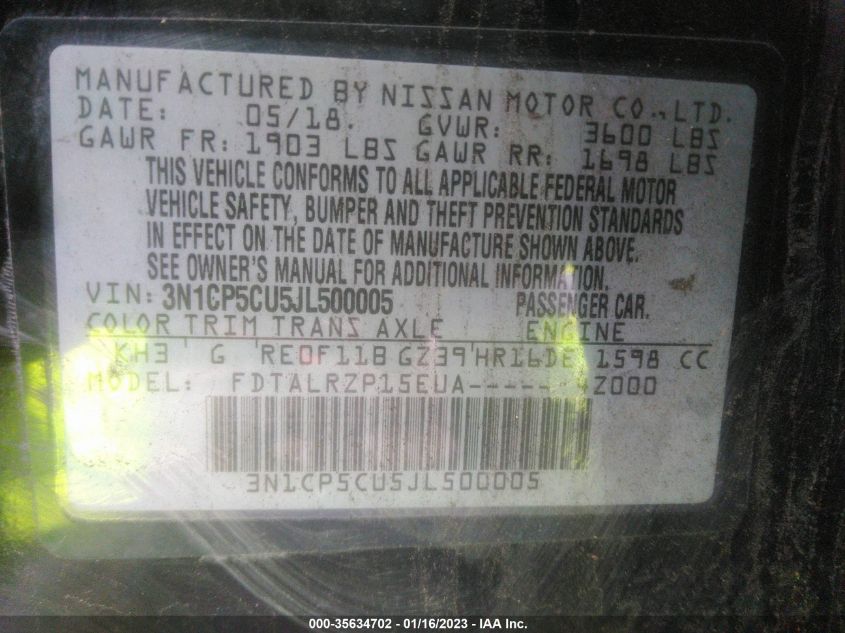 MANUFACTURED BY NISSAN MOTOR CO., LTD.
DATE: 05/18. GVWR: 3600 LBS
GAWR FR: 1903 LBS GAWR RR: 1698 LBS
THIS VEHICLE CONFORMS TO ALL APPLICABLE FEDERAL MOTOR
VEHICLE SAFETY, BUMPER AND THEFT PREVENTION STANDARDS
IN EFFECT ON THE DATE OF MANUFACTURE SHOWN ABOVE.
SEE OWNER'S MANUAL FOR ADDITIONAL INFORMATION.
VIN: 3N1CP5CU5JL500005 PASSENGER CAR.
COLOR TRIM TRANS AXLE ENGINE
KH3 G RE0F11B GZ39 HR16DE 1598 CC
MODEL: FDTALRZP15EUA----- 4Z000
3N1CP5CU5JL500005
000-35634702 - 01/16/2023 - IAA Inc.